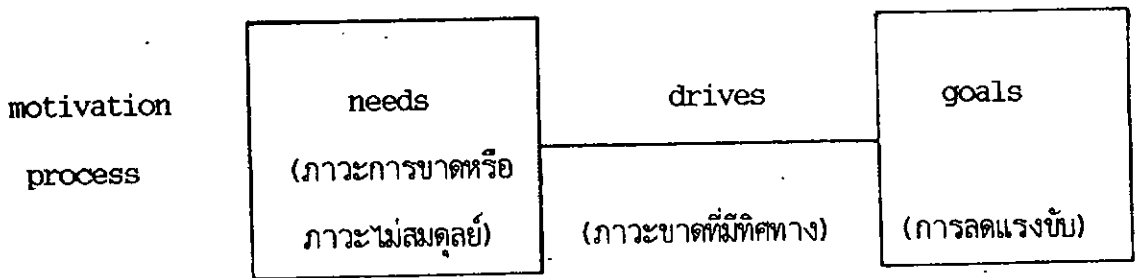 motivation needs drives goals
process (ภาวะการขาดหรือ
ภาวะไม่สมดุลย์) (ภาวะขาดที่มีทิศทาง) (การลดแรงขับ)